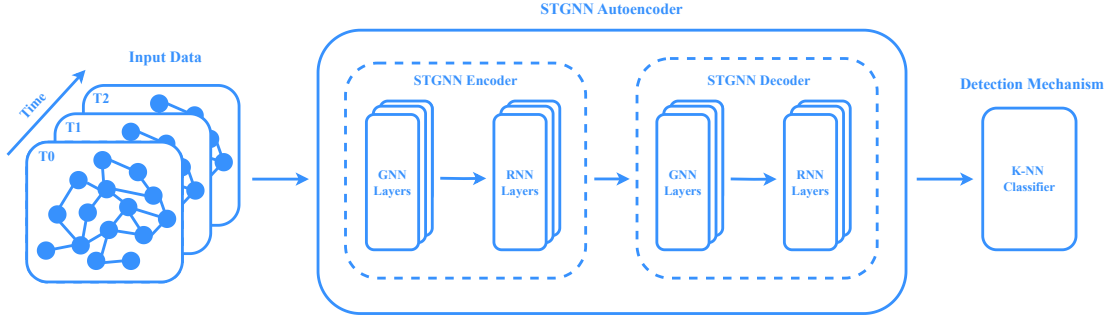 STGNN Autoencoder
Input Data
Time
T2
T1
T0
STGNN Encoder
GNN
Layers
RNN
Layers
STGNN Decoder
GNN
Layers
RNN
Layers
Detection Mechanism
K-NN
Classifier